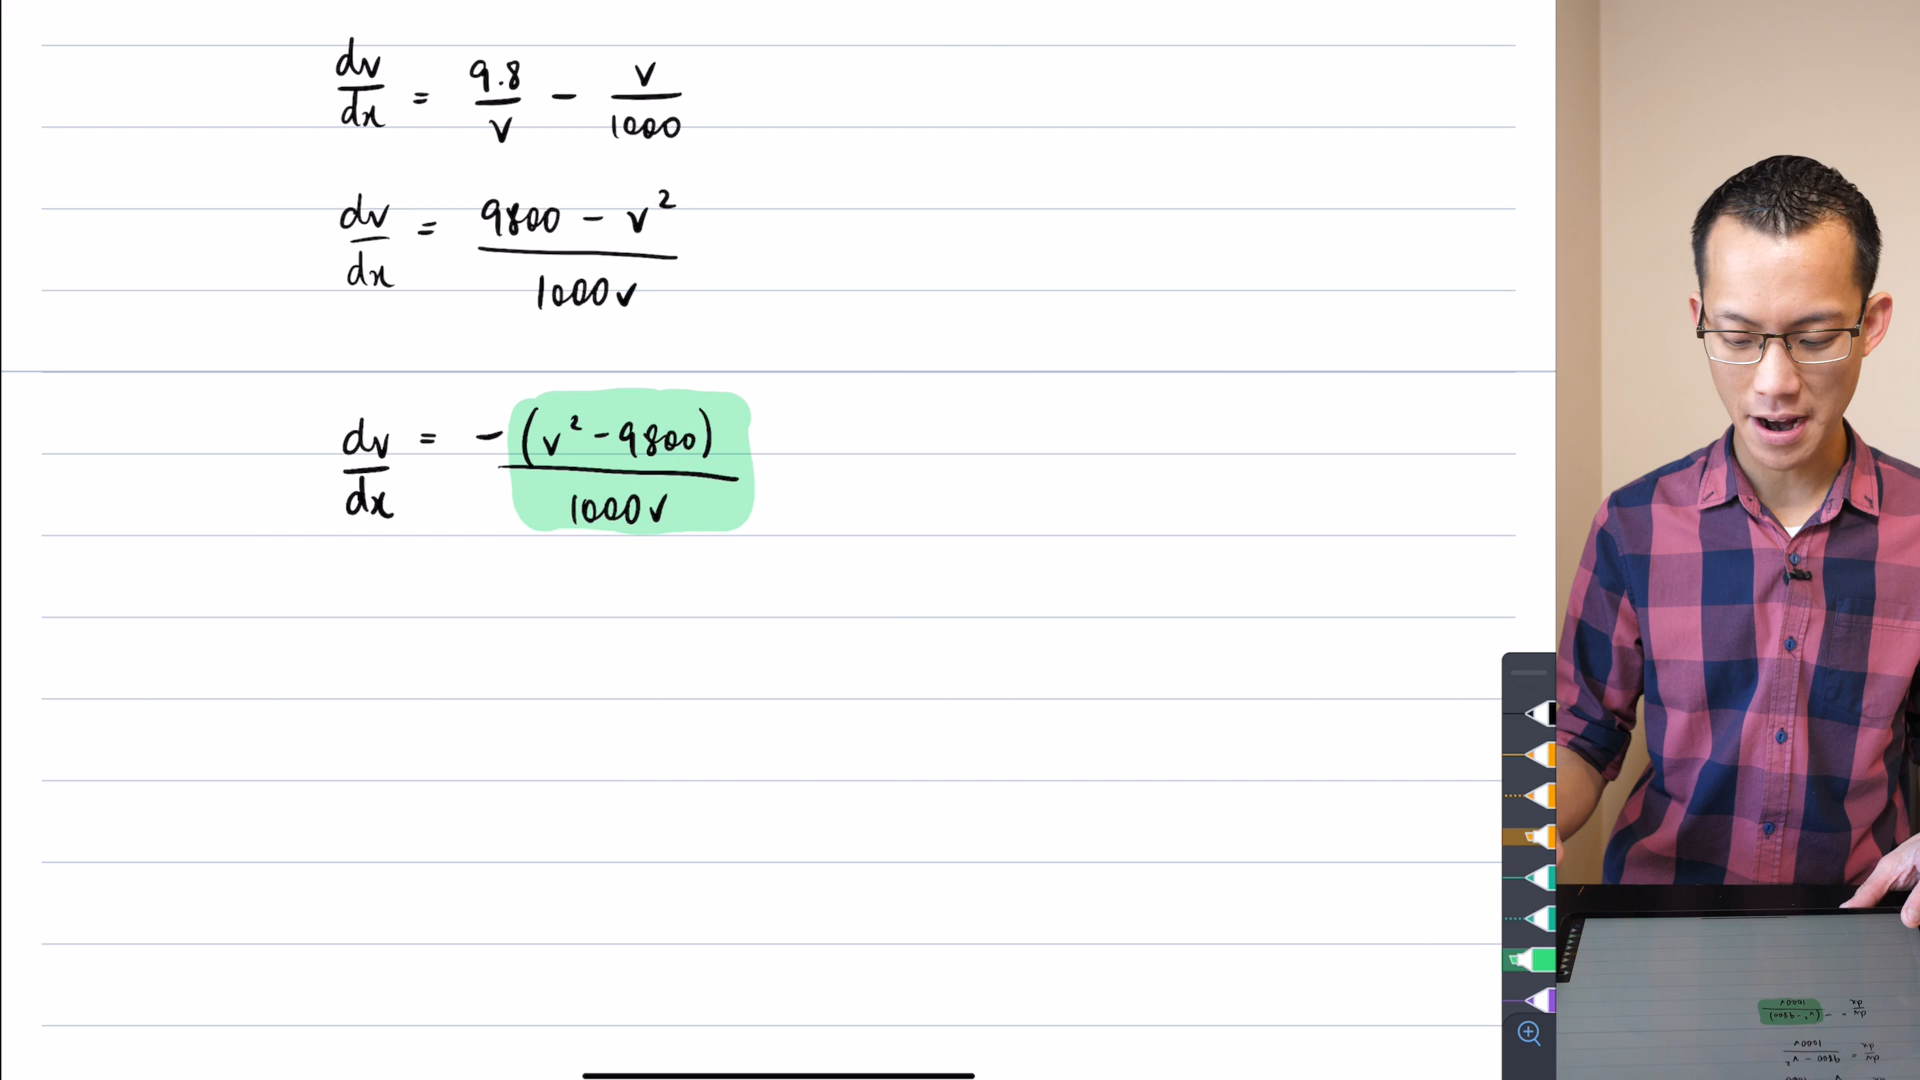 dv/dx = 9.8/v - v/1000
dv/dx = 9800 - v²/1000v
dv/dx = -(v² - 9800)/1000v